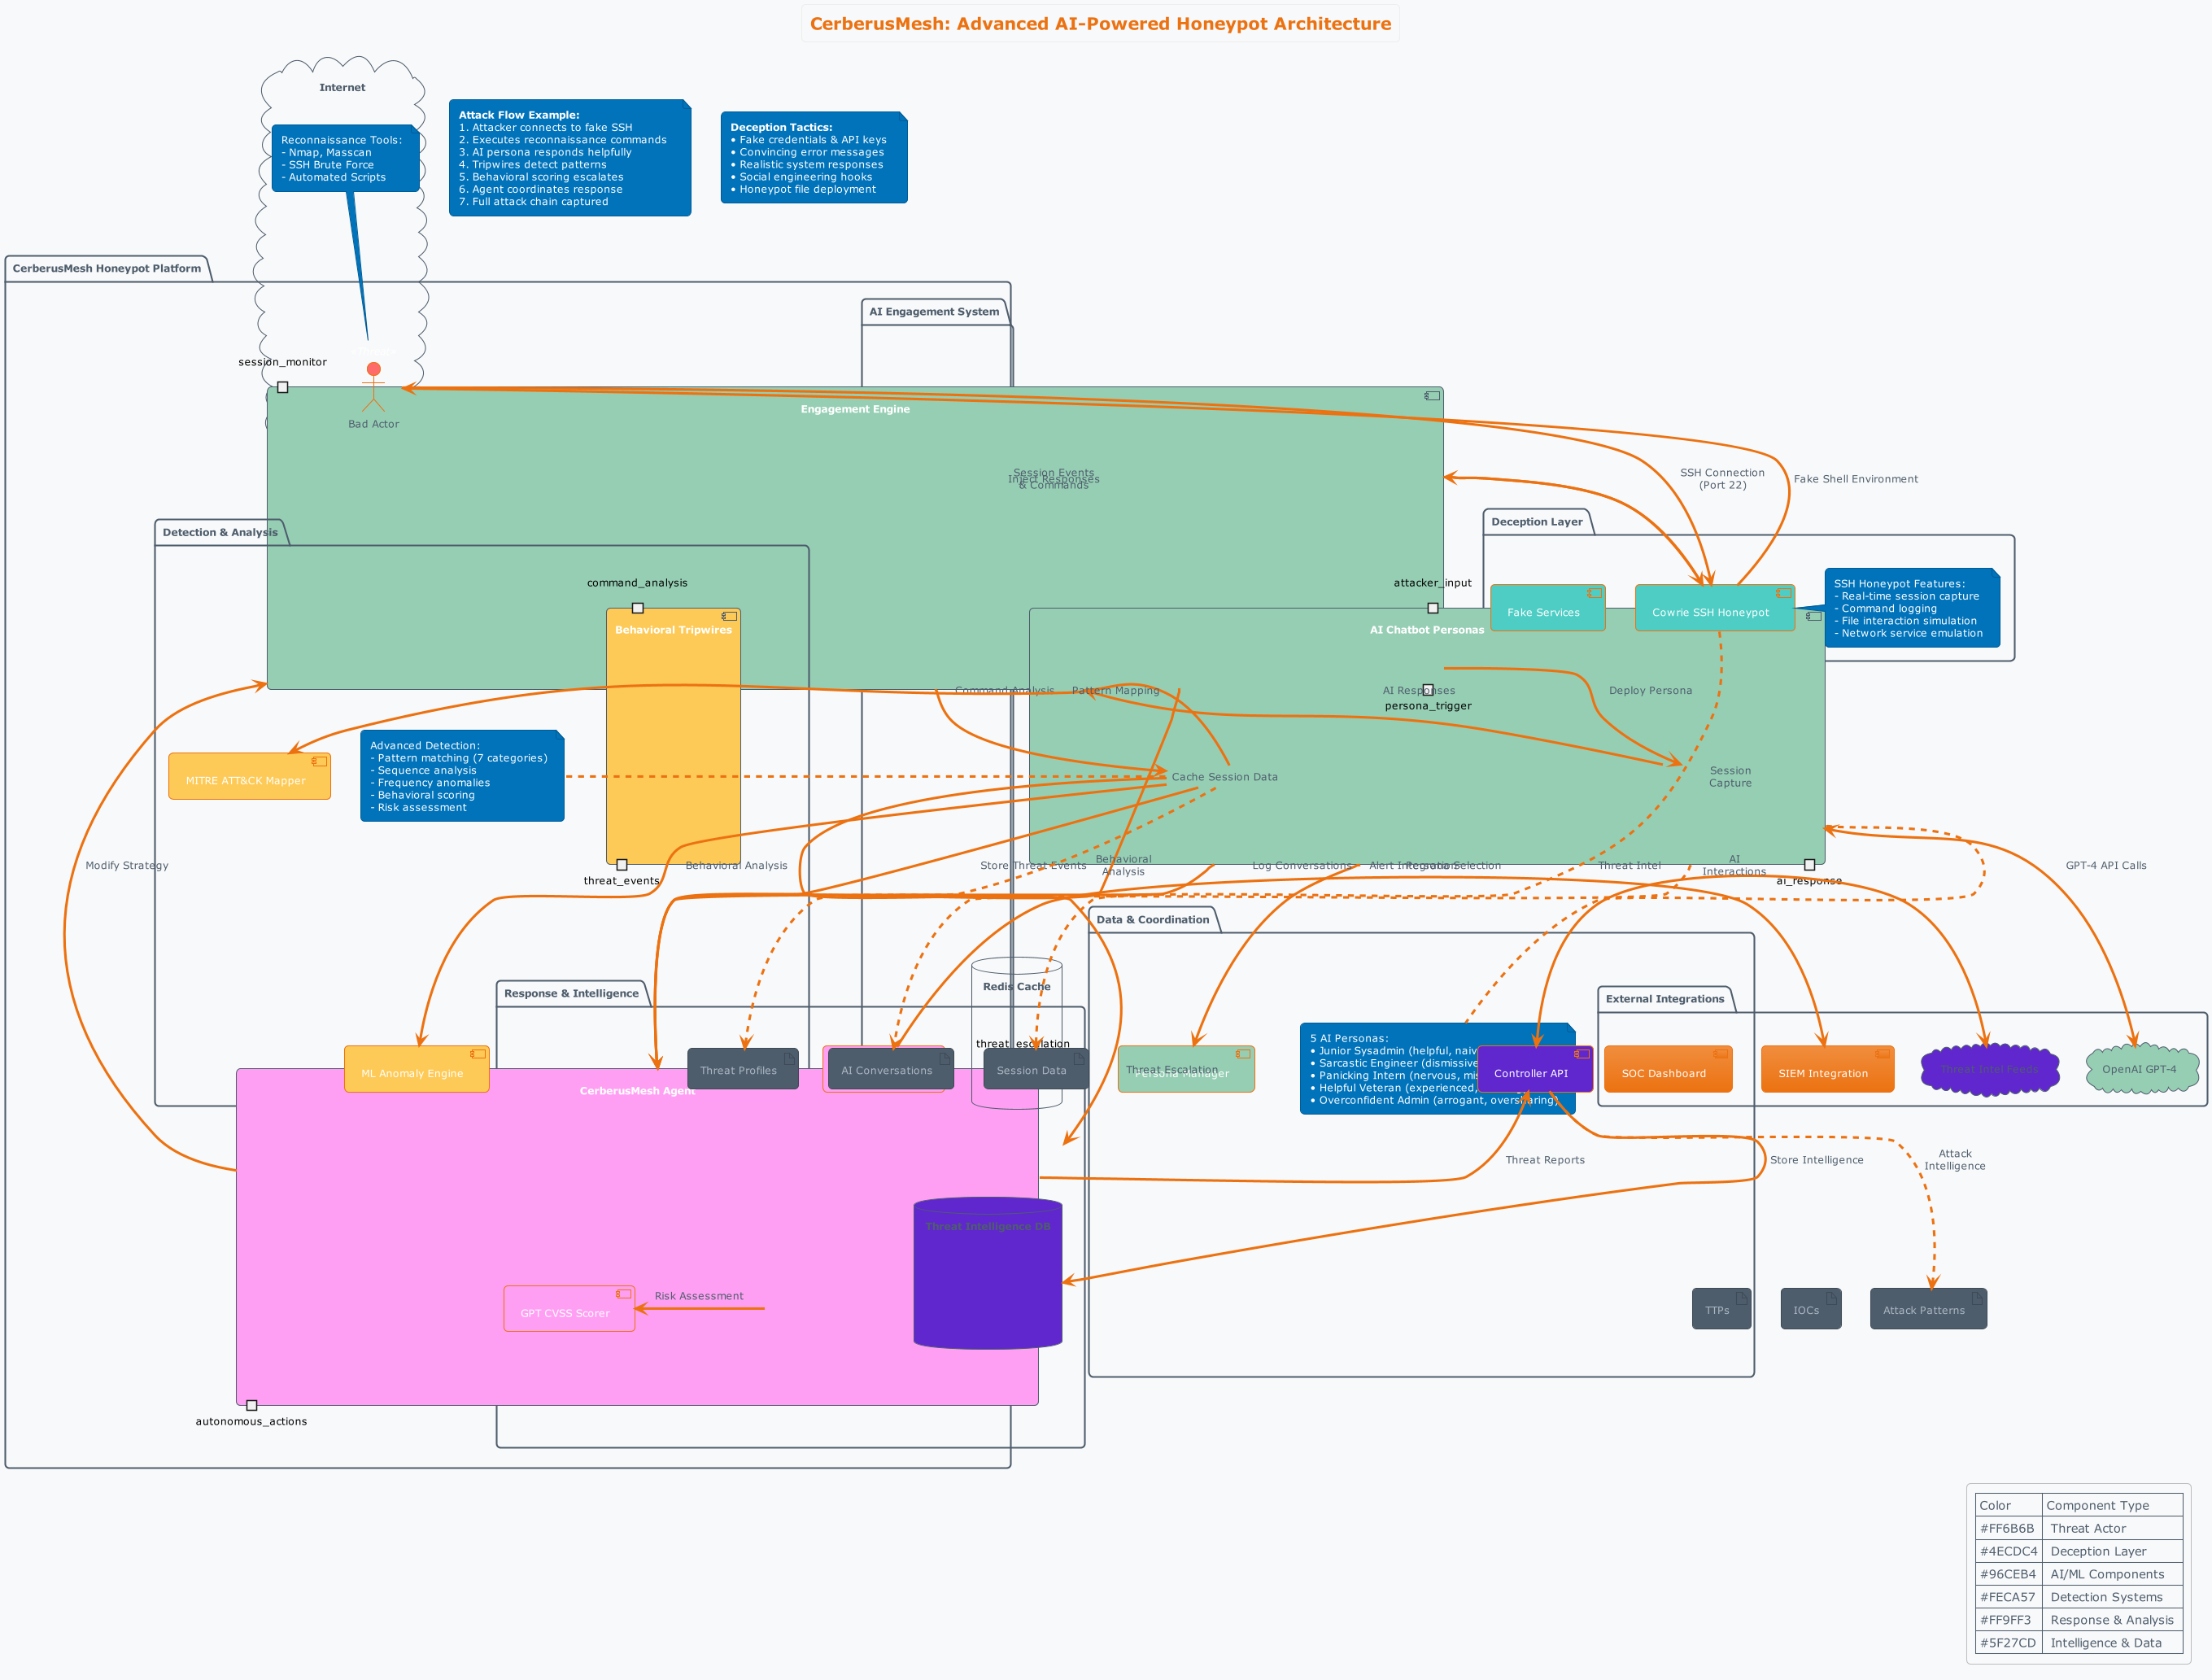 CerberusMesh: Advanced AI-Powered Honeypot Architecture
Internet
Reconnaissance Tools:
- Nmap, Masscan
- SSH Brute Force
- Automated Scripts
Attack Flow Example:
1. Attacker connects to fake SSH
2. Executes reconnaissance commands
3. AI persona responds helpfully
4. Tripwires detect patterns
5. Behavioral scoring escalates
6. Agent coordinates response
7. Full attack chain captured
Deception Tactics:
• Fake credentials & API keys
• Convincing error messages
• Realistic system responses
• Social engineering hooks
• Honeypot file deployment
CerberusMesh Honeypot Platform
AI Engagement System
session_monitor
Engagement Engine
Bad Actor
Session Events
& Commands
Inject Responses
SSH Connection
(Port 22)
Fake Shell Environment
Detection & Analysis
Deception Layer
command_analysis
attacker_input
Fake Services
Cowrie SSH Honeypot
SSH Honeypot Features:
- Real-time session capture
- Command logging
- File interaction simulation
- Network service emulation
Behavioral Tripwires
AI Chatbot Personas
Command Analysis
Pattern Mapping
AI Responses
Deploy Persona
persona_trigger
MITRE ATT&CK Mapper
Advanced Detection:
- Pattern matching (7 categories)
- Sequence analysis
- Frequency anomalies
- Behavioral scoring
- Risk assessment
Cache Session Data
Session
Capture
Modify Strategy
Behavioral Analysis
Store Threat Events
Behavioral
Analysis
Log Conversations
Alert Integration
Persona Selection
Threat Intel
AI
Interactions
GPT-4 API Calls
threat_events
ai_response
Data & Coordination
Response & Intelligence
Redis Cache
External Integrations
threat_escalation
ML Anomaly Engine
Threat Profiles
AI Conversations
Session Data
Threat Escalation
Persona Manager
5 AI Personas:
• Junior Sysadmin (helpful,
• Sarcastic Engineer
• Panicking Intern (nervous,
• Helpful Veteran (experienced,
• Overconfident Admin (arrogant, oversharing)
Controller API
SOC Dashboard
SIEM Integration
Threat Intel Feeds
OpenAI GPT-4
CerberusMesh Agent
Threat Reports
Store Intelligence
Attack
Intelligence
Threat Intelligence DB
GPT CVSS Scorer
Risk Assessment
TTPs
IOCs
Attack Patterns
autonomous_actions
Color Component Type
#FF6B6B Threat Actor
#4ECDC4 Deception Layer
#96CEB4 AI/ML Components
#FECA57 Detection Systems
#FF9FF3 Response & Analysis
#5F27CD Intelligence & Data